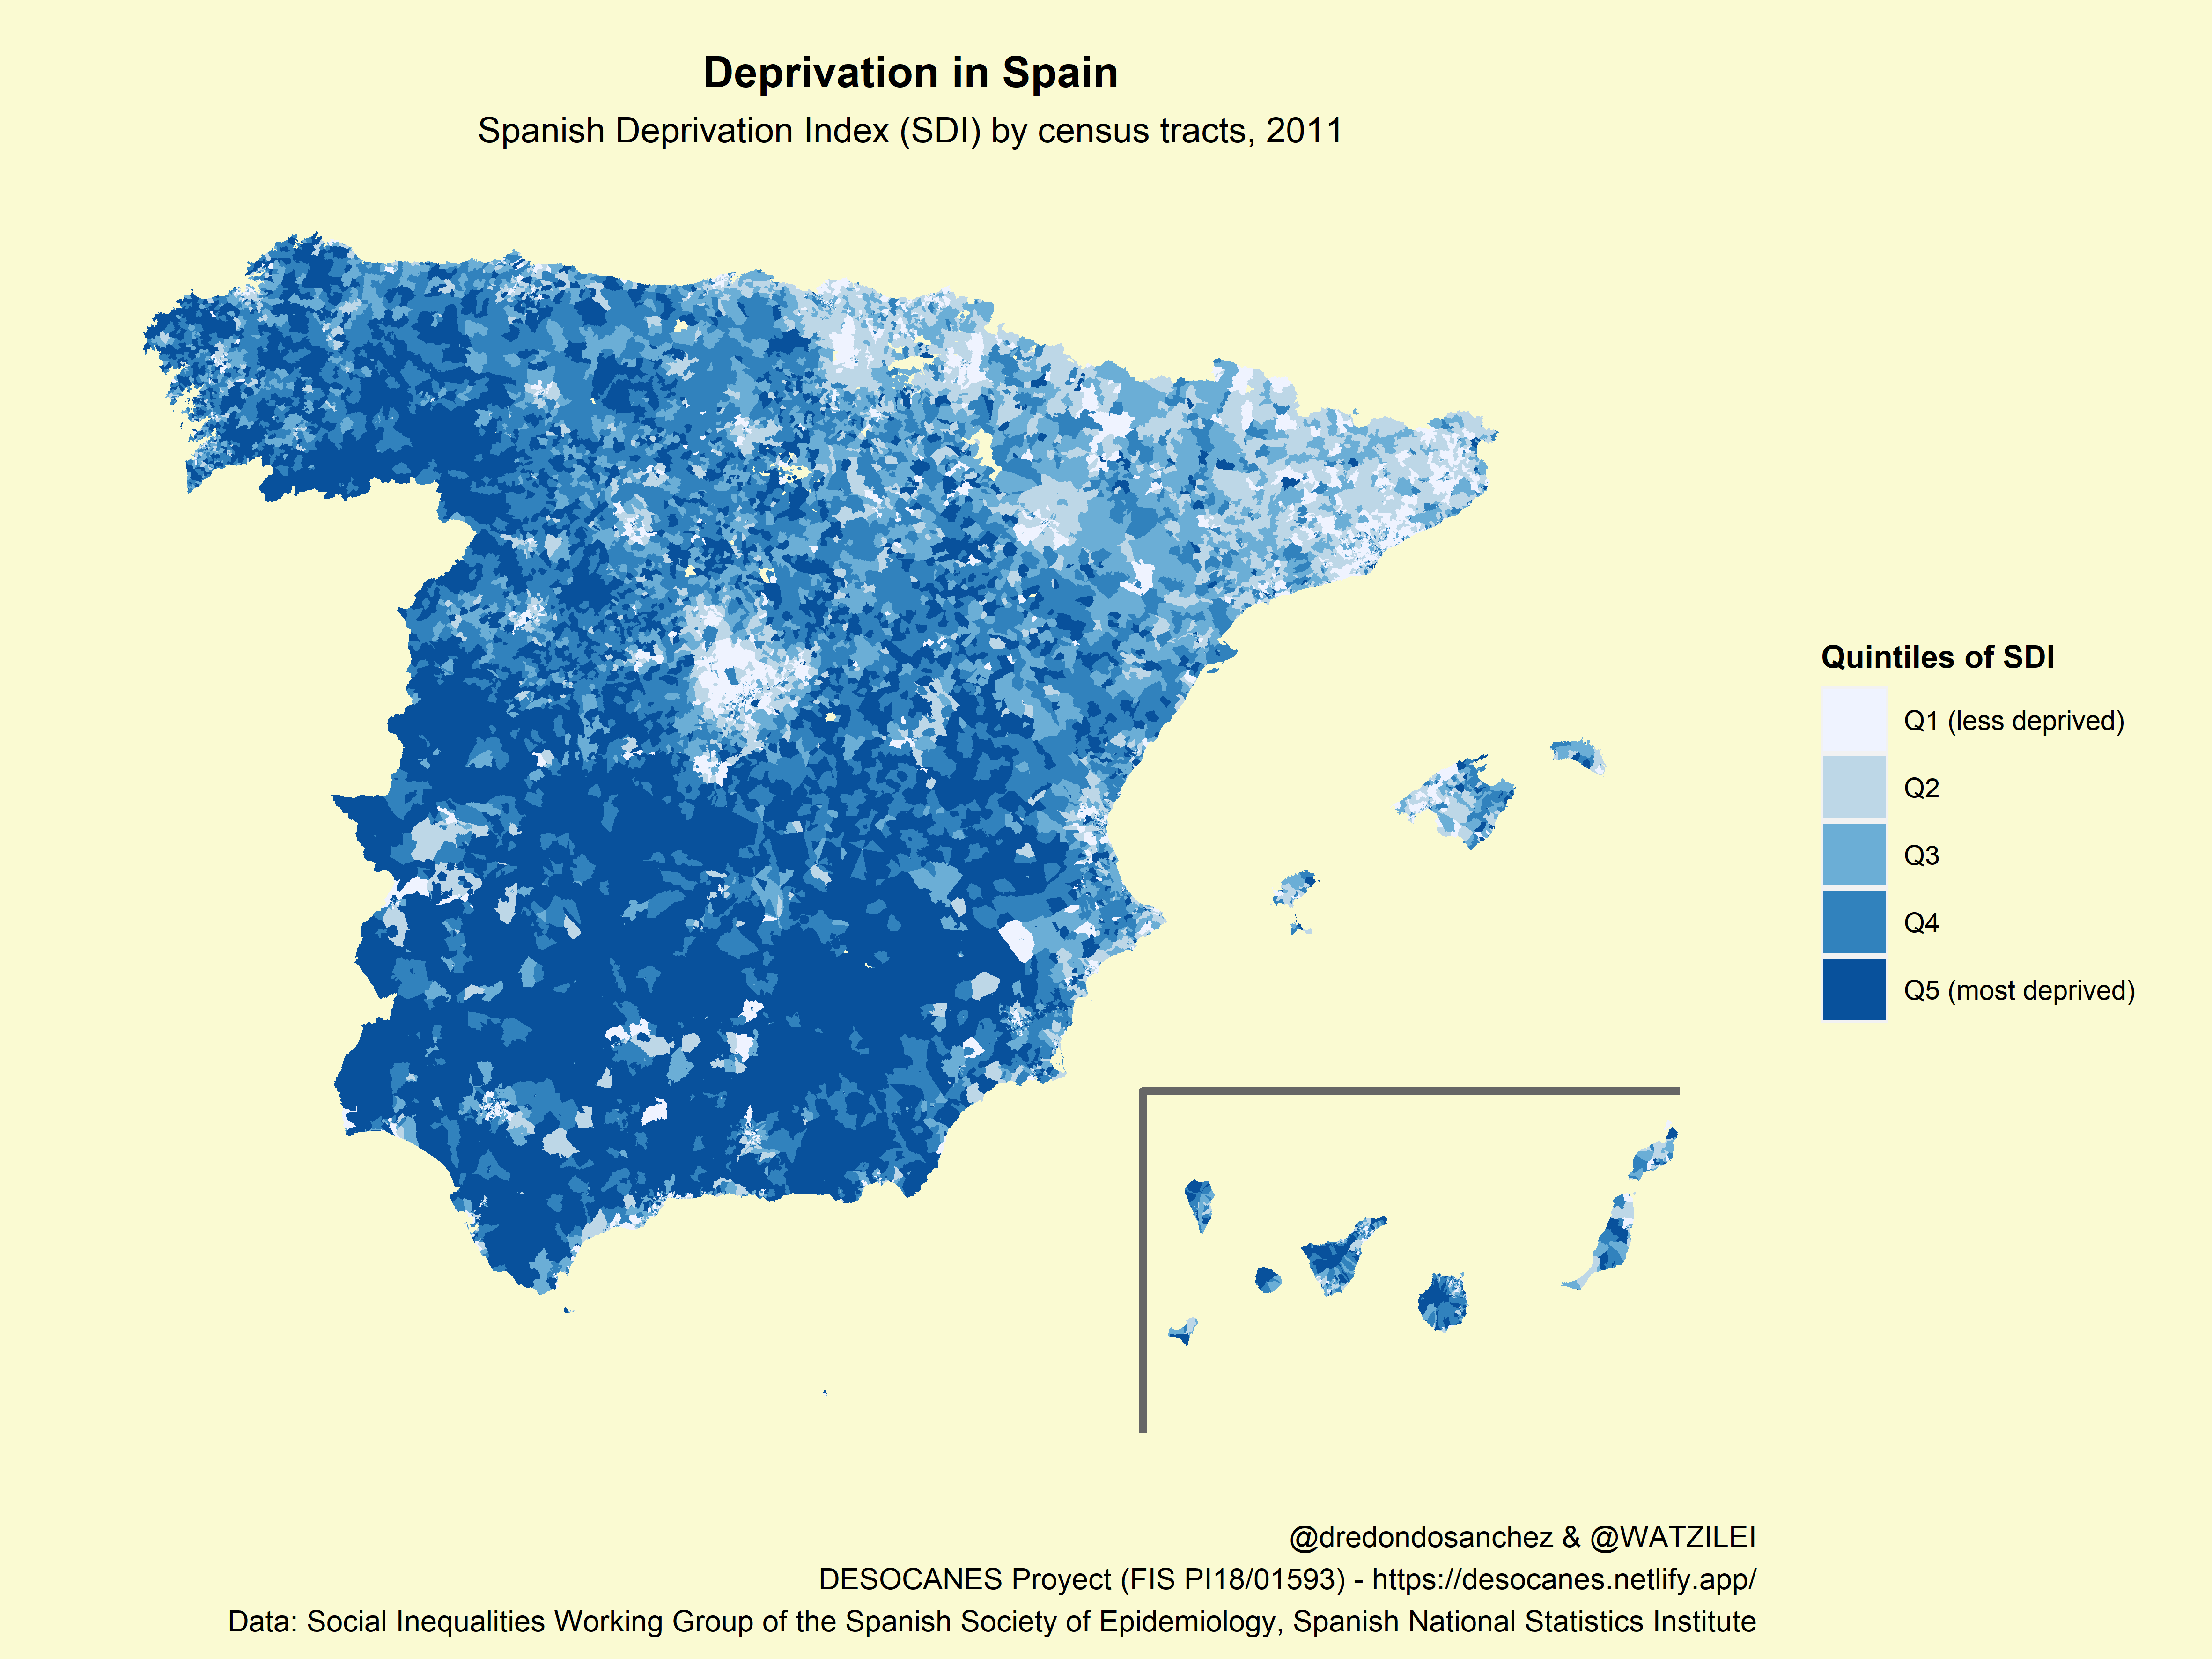 Deprivation in Spain
Spanish Deprivation Index (SDI) by census tracts, 2011
Quintiles of SDI
Q1 (less deprived)
Q2
Q3
Q4
Q5 (most deprived)
@dredondosanchez & @WATZILEI
DESOCANES Proyect (FIS PI18/01593) - https://desocanes.netlify.app/
Data: Social Inequalities Working Group of the Spanish Society of Epidemiology, Spanish National Statistics Institute